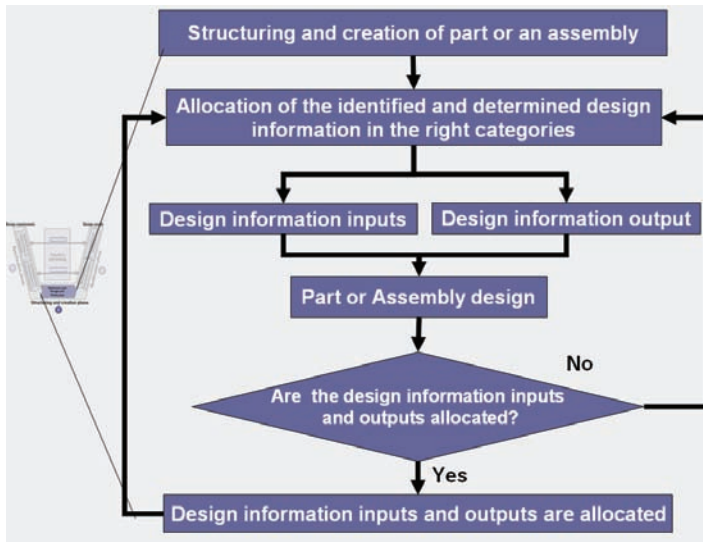 Structuring and creation of part or an assembly
Allocation of the identified and determined design
information in the right categories
Design information inputs
Design information output
Part or Assembly design
No
Are the design information inputs
and outputs allocated?
Yes
Design information inputs and outputs are allocated